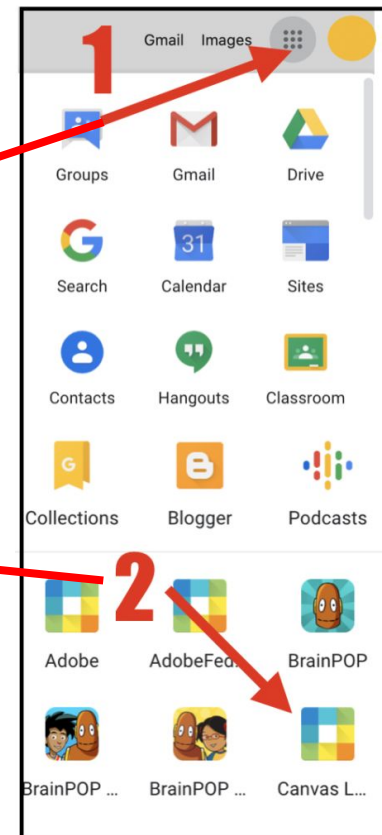 1
Gmail Images
Groups Gmail Drive
31
Search Calendar Sites
Contacts Hangouts Classroom
G
Collections Blogger Podcasts
2
Adobe AdobeFed... BrainPOP
BrainPOP ... BrainPOP ... Canvas L...